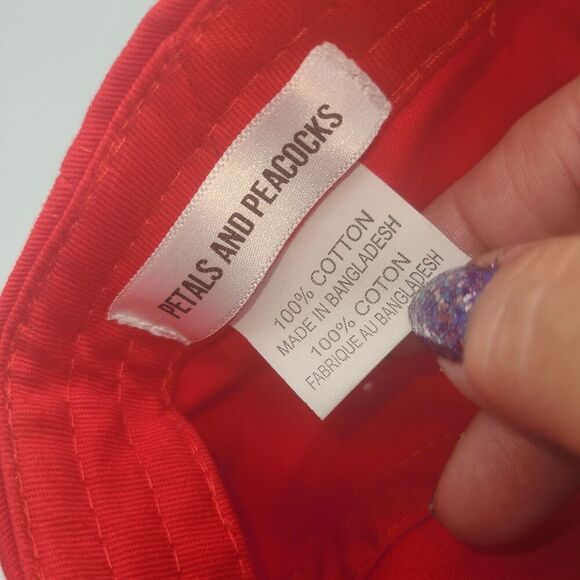 PETALS AND PEACOCKS
100% COTTON
MADE IN BANGLADESH
100% COTON
FABRIQUE AU BANGLADESH